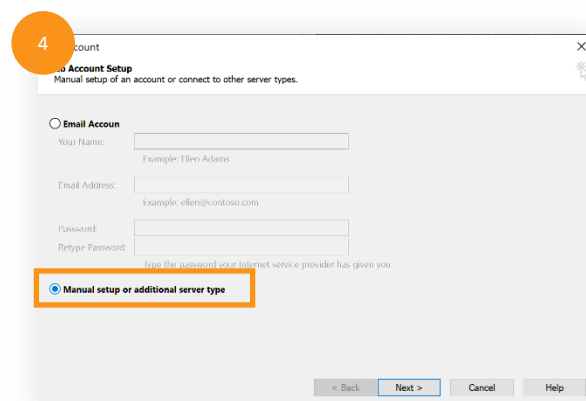 4
count
o Account Setup
Manual setup of an account or connect to other server types.
Email Accoun
Your Name:
Example: Ellen Adams
Email Address:
Example: ellen@contoso.com
Password:
Retype Password:
Type the password your Internet service provider has given you.
Manual setup or additional server type
< Back Next > Cancel Help